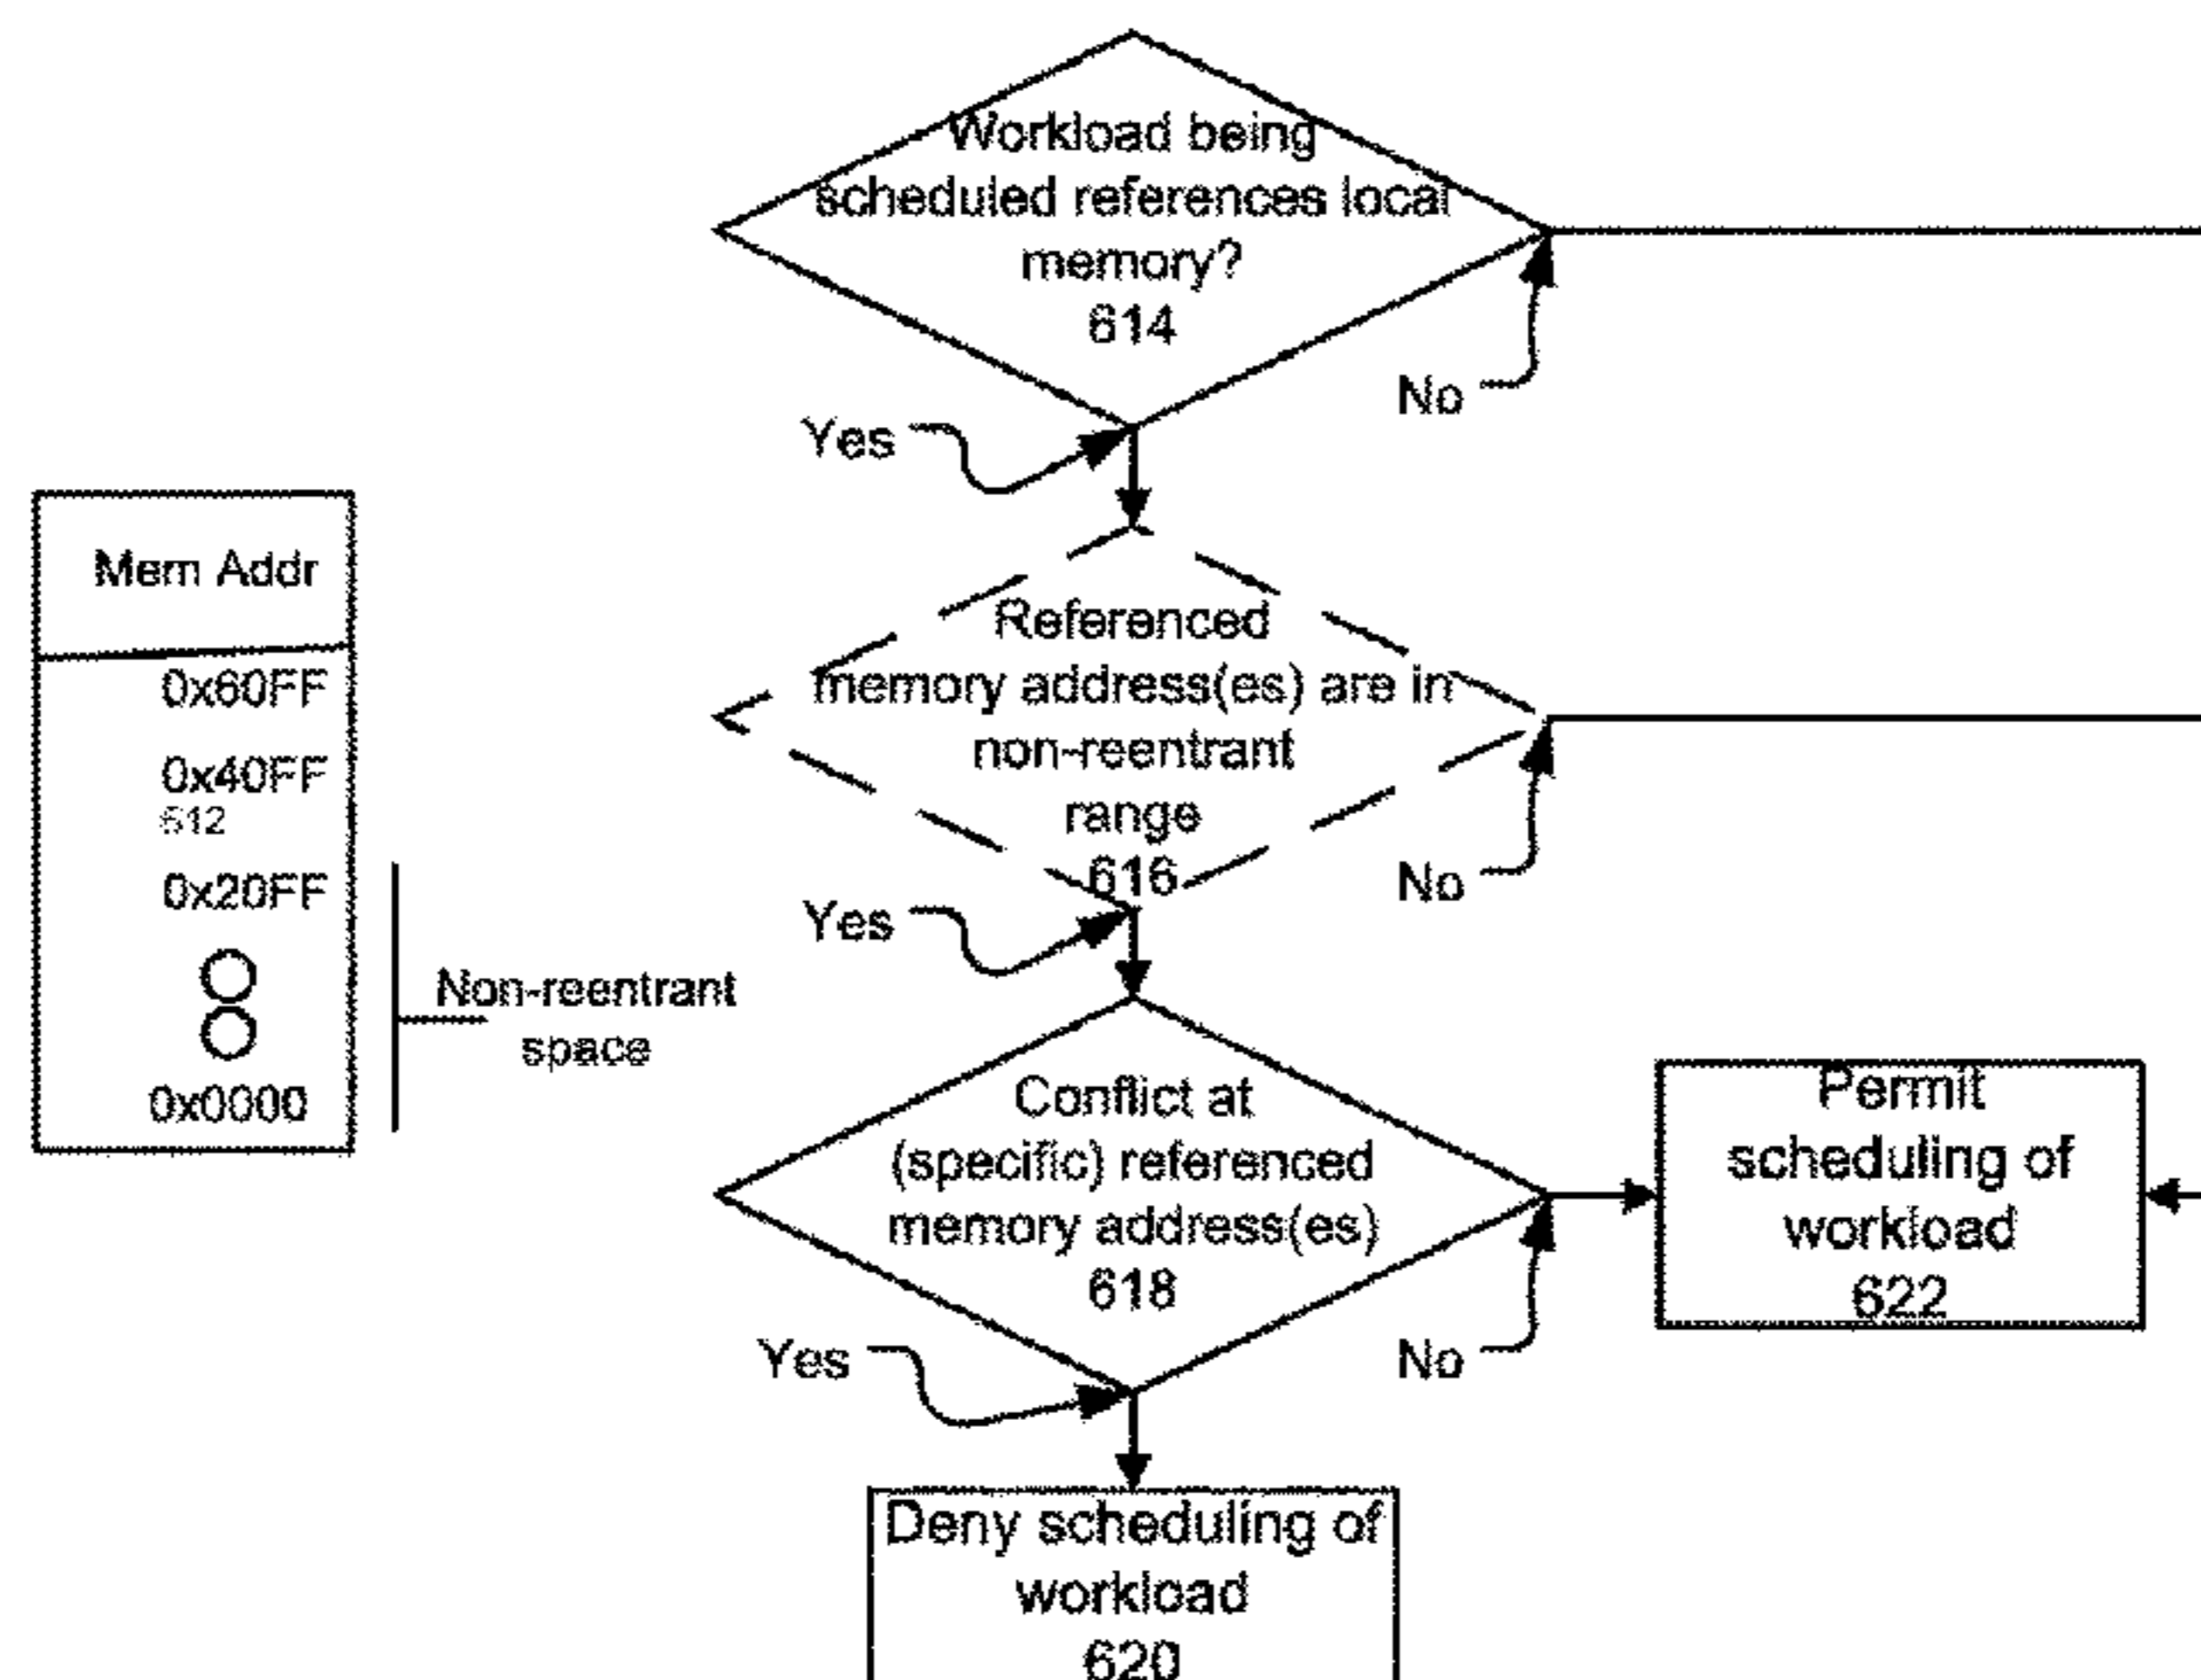 Workload being
scheduled references local
memory?
614
No
Yes
Mem Addr
0x60FF
0x40FF
612
0x20FF
0x0000
Non-reentrant
space
Referenced
memory address(es) are in
non-reentrant
range
616
No
Yes
Conflict at
(specific) referenced
memory address(es)
618
No
Yes
Permit
scheduling of
workload
622
Deny scheduling of
workload
620